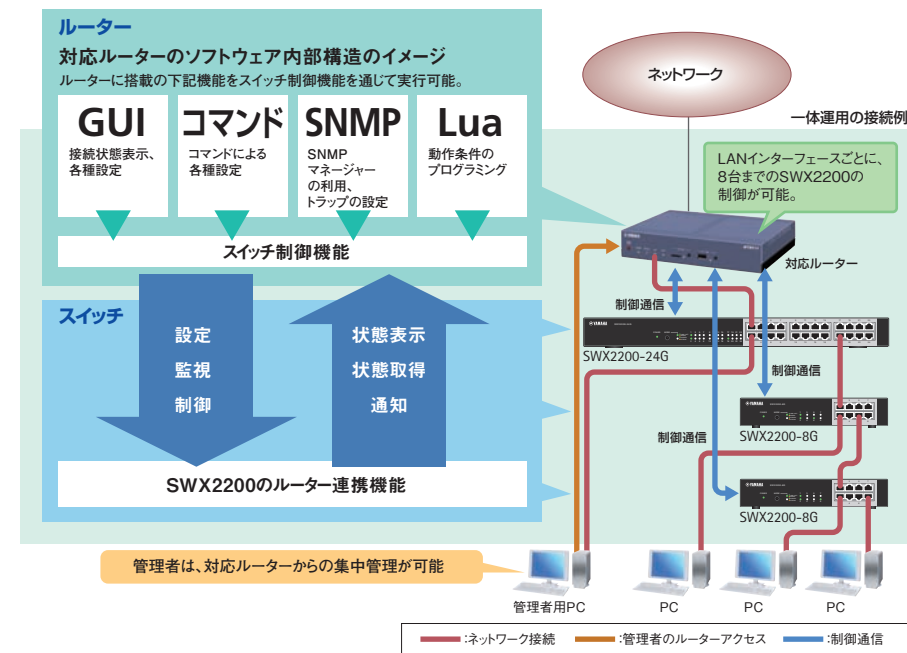 ルーター
対応ルーターのソフトウェア内部構造のイメージ
ルーターに搭載の下記機能をスイッチ制御機能を通じて実行可能。
GUI
接続状態表示、
各種設定
コマンド
コマンドによる
各種設定
SNMP
SNMP
マネージャー
の利用、
トラップの設定
Lua
動作条件の
プログラミング
スイッチ制御機能
スイッチ
設定
監視
制御
状態表示
状態取得
通知
SWX2200のルーター連携機能
ネットワーク
一体運用の接続例
LANインターフェースごとに、
8台までのSWX2200の
制御が可能。
対応ルーター
制御通信
YAMAHA
SWX2200-24G
制御通信
YAMAHA
SWX2200-8G
制御通信
YAMAHA
SWX2200-8G
管理者は、対応ルーターからの集中管理が可能
管理者用PC
PC
PC
PC
:ネットワーク接続
:管理者のルーターアクセス
:制御通信